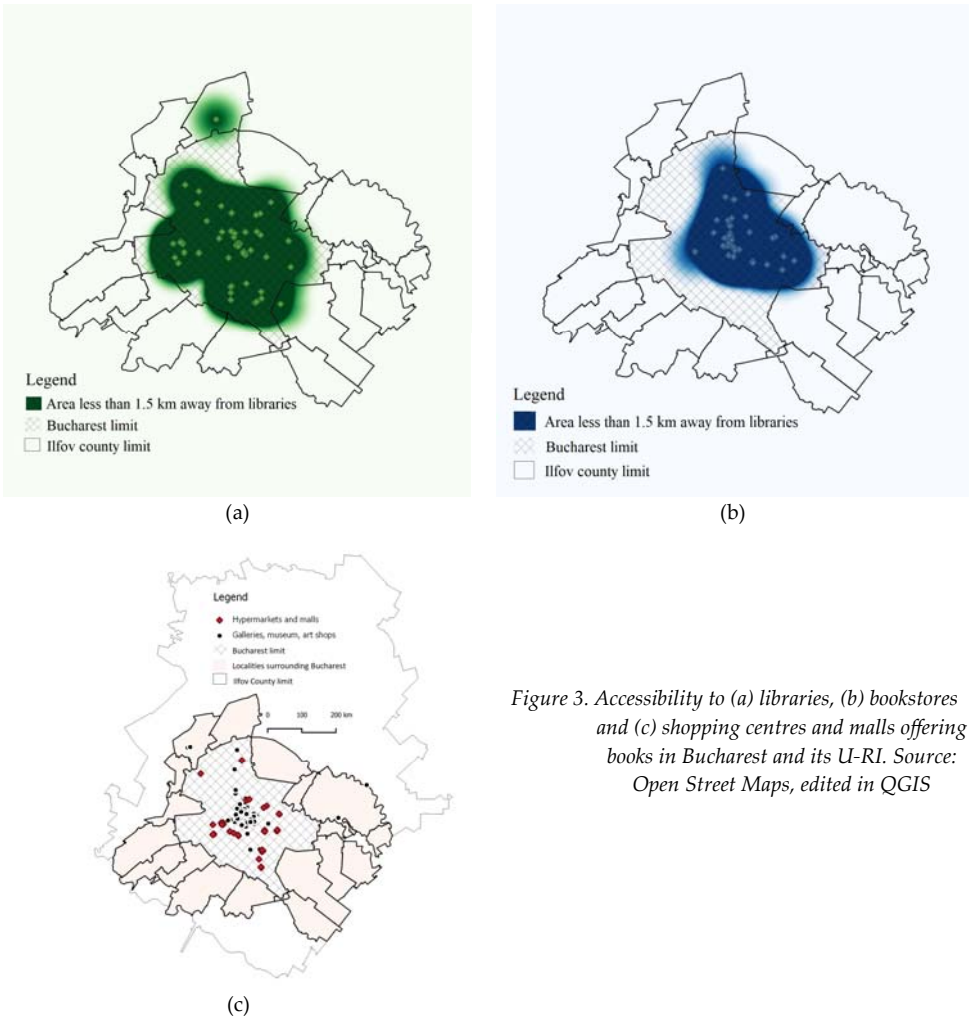 Legend
Area less than 1.5 km away from libraries
Bucharest limit
Ilfov county limit
(a)
Legend
Area less than 1.5 km away from libraries
Bucharest limit
Ilfov county limit
(b)
Legend
Hypermarkets and malls
Galleries, museum, art shops
Bucharest limit
Localities surrounding Bucharest
Ilfov County limit
0 100 200 km
(c)
Figure 3. Accessibility to (a) libraries, (b) bookstores
and (c) shopping centres and malls offering
books in Bucharest and its U-RI. Source:
Open Street Maps, edited in QGIS